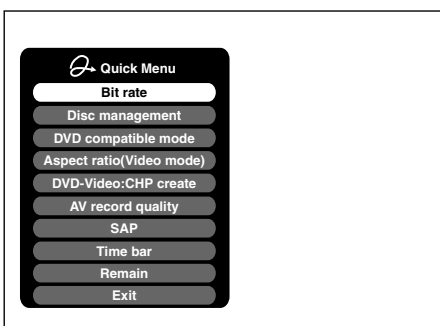 Quick Menu
Bit rate
Disc management
DVD compatible mode
Aspect ratio(Video mode)
DVD-Video:CHP create
AV record quality
SAP
Time bar
Remain
Exit